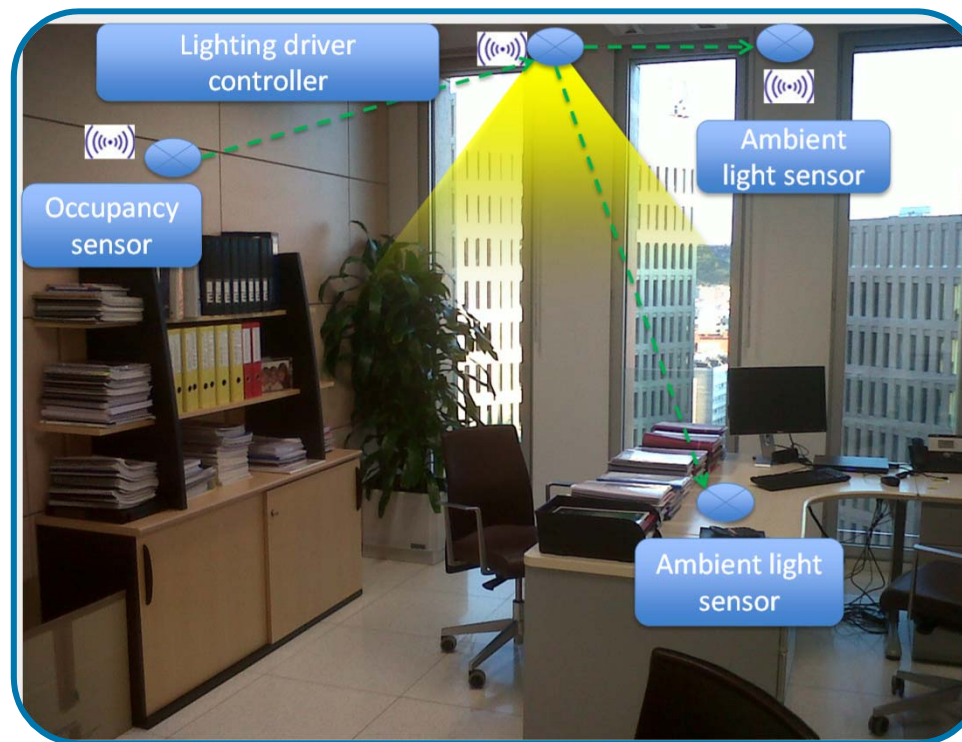 Lighting driver
controller
Ambient
light sensor
Occupancy
sensor
Ambient light
sensor